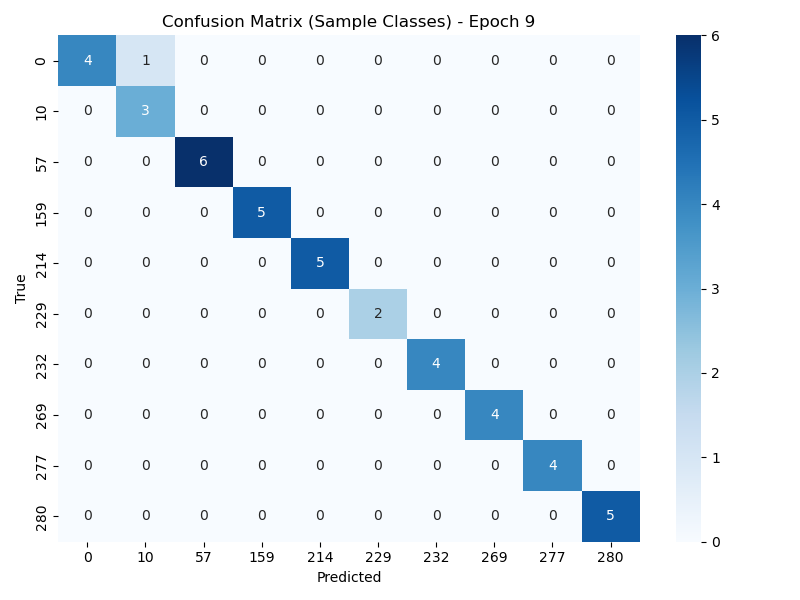 Confusion Matrix (Sample Classes) - Epoch 9
0 4 1 0 0 0 0 0 0 0 0
10 0 3 0 0 0 0 0 0 0 0
57 0 0 6 0 0 0 0 0 0 0
159 0 0 0 5 0 0 0 0 0 0
214 0 0 0 0 5 0 0 0 0 0
229 0 0 0 0 0 2 0 0 0 0
232 0 0 0 0 0 0 4 0 0 0
269 0 0 0 0 0 0 0 4 0 0
277 0 0 0 0 0 0 0 0 4 0
280 0 0 0 0 0 0 0 0 0 5
0 10 57 159 214 229 232 269 277 280
Predicted
True
6
5
4
3
2
1
0